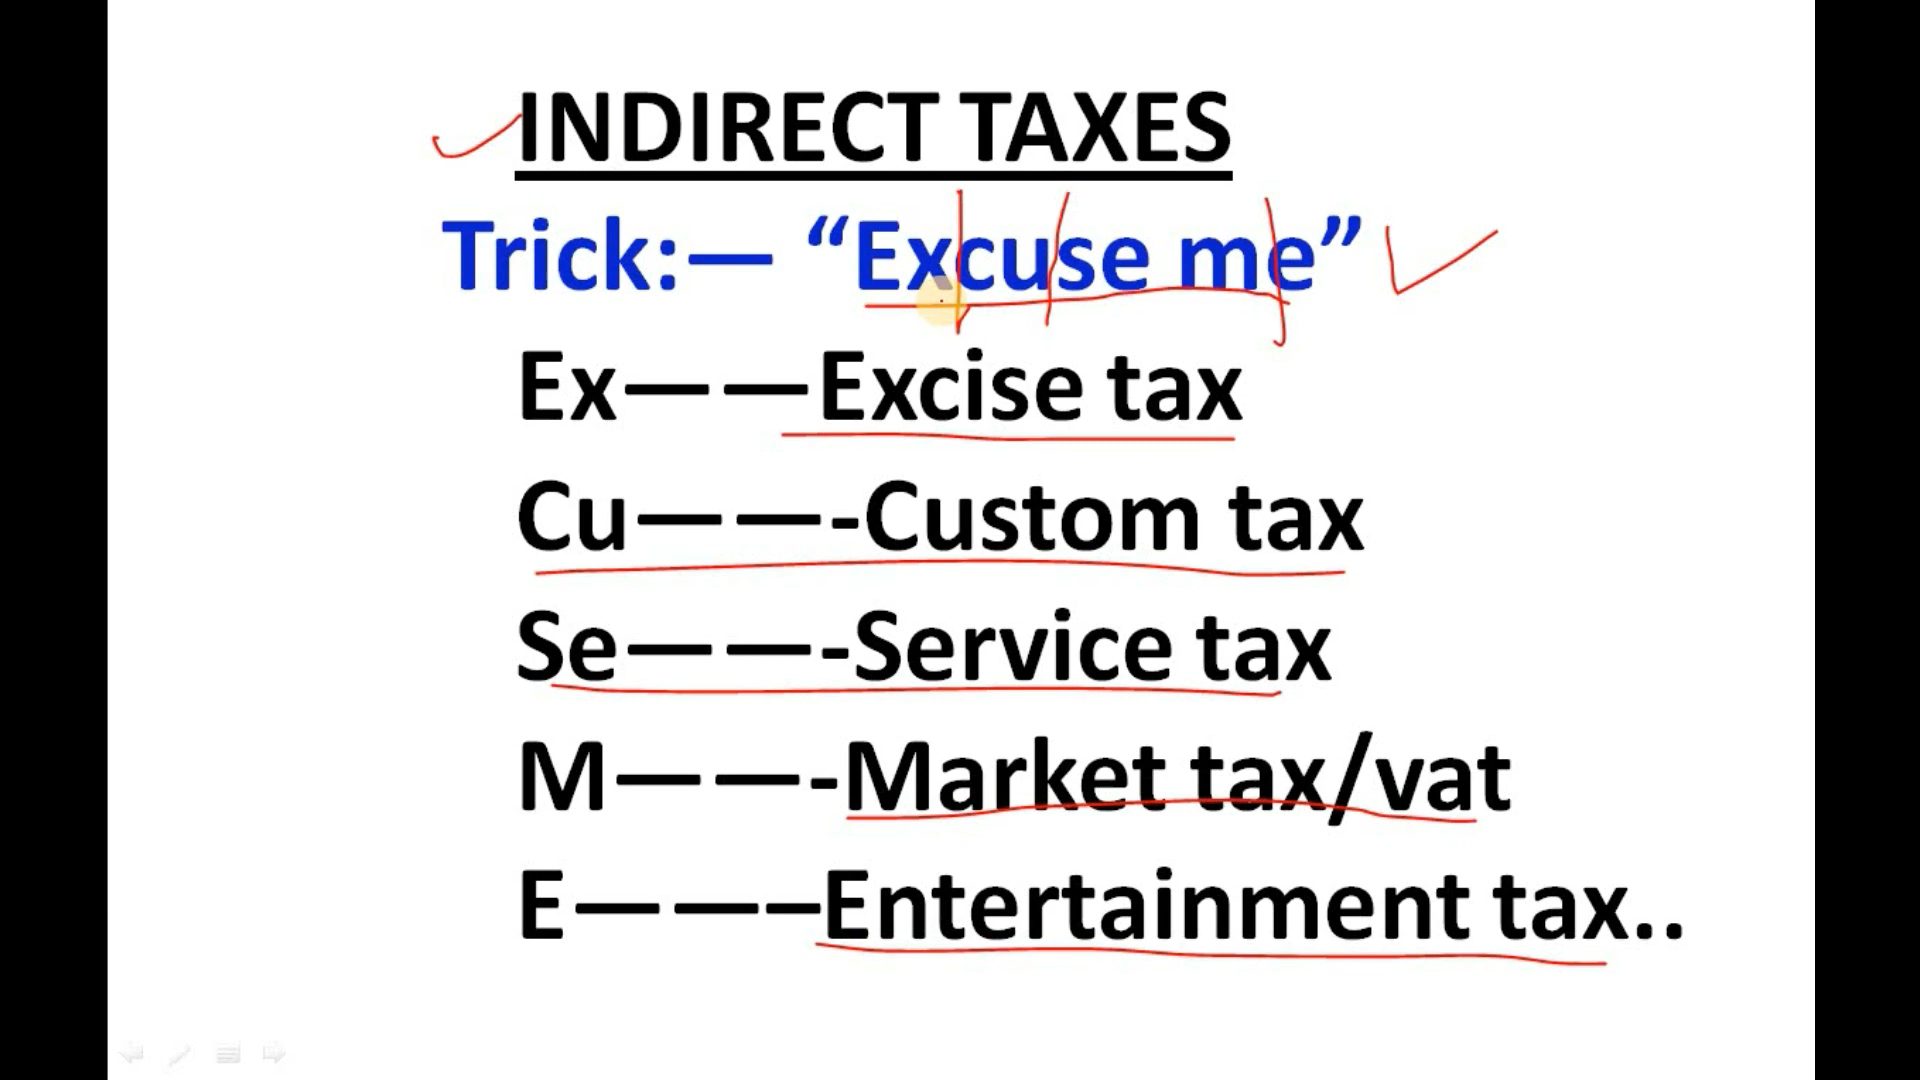 INDIRECT TAXES
Trick:— “Excuse me”
Ex——Excise tax
Cu——-Custom tax
Se——-Service tax
M——-Market tax/vat
E——–Entertainment tax..